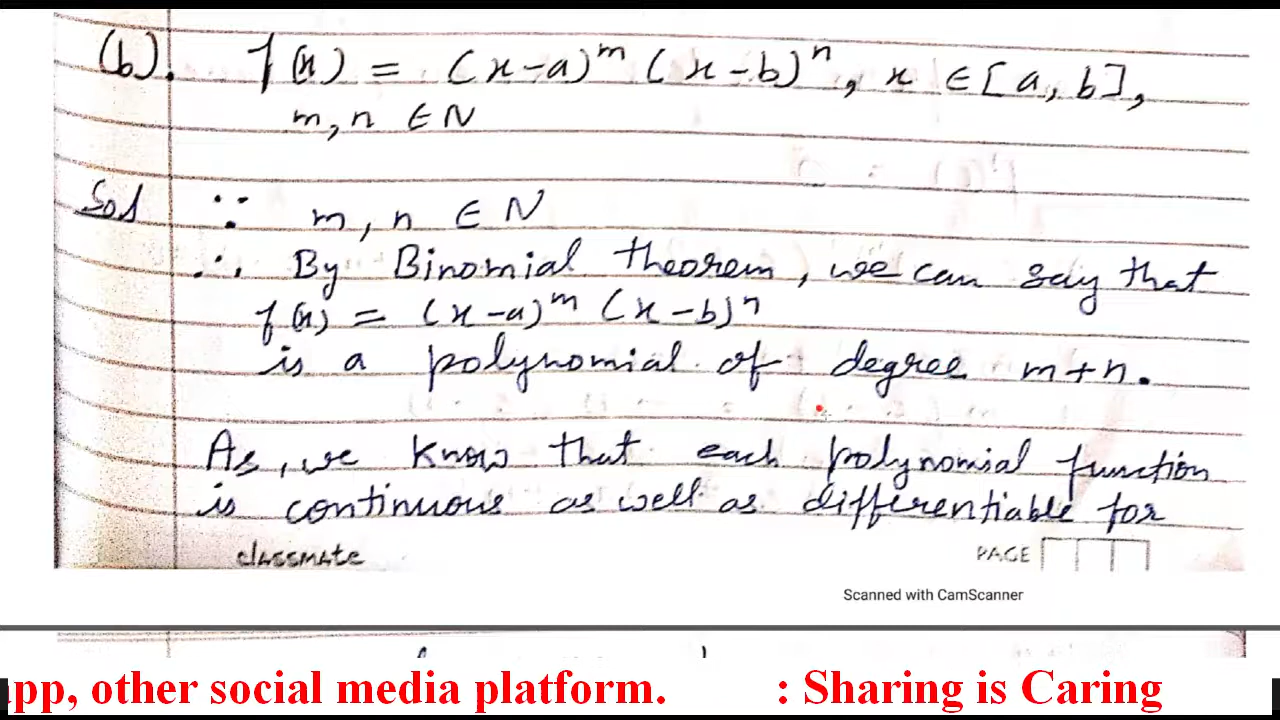 (b). f(x) = (x-a)^m (x-b)^n, x ∈ [a, b],
m, n ∈ N
Sol ∵ m, n ∈ N
∴ By Binomial theorem, we can say that
f(x) = (x-a)^m (x-b)^n
is a polynomial of degree m+n.
As, we know that each polynomial function
is continuous as well as differentiable for
classmate
PAGE
Scanned with CamScanner
app, other social media platform. : Sharing is Caring